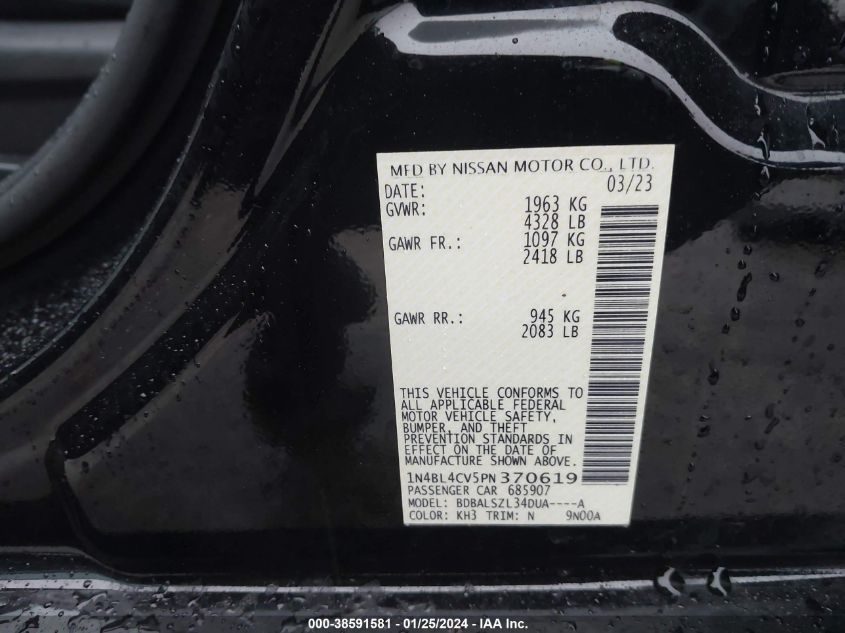 MFD BY NISSAN MOTOR CO., LTD.
DATE: 03/23
GVWR: 1963 KG
4328 LB
GAWR FR.: 1097 KG
2418 LB
GAWR RR.: 945 KG
2083 LB
THIS VEHICLE CONFORMS TO
ALL APPLICABLE FEDERAL
MOTOR VEHICLE SAFETY,
BUMPER, AND THEFT
PREVENTION STANDARDS IN
EFFECT ON THE DATE OF
MANUFACTURE SHOWN ABOVE.
1N4BL4CV5PN370619
PASSENGER CAR 685907
MODEL: BDBALSZL34DUA----A
COLOR: KH3 TRIM: N 9N00A
000-38591581 - 01/25/2024 - IAA Inc.